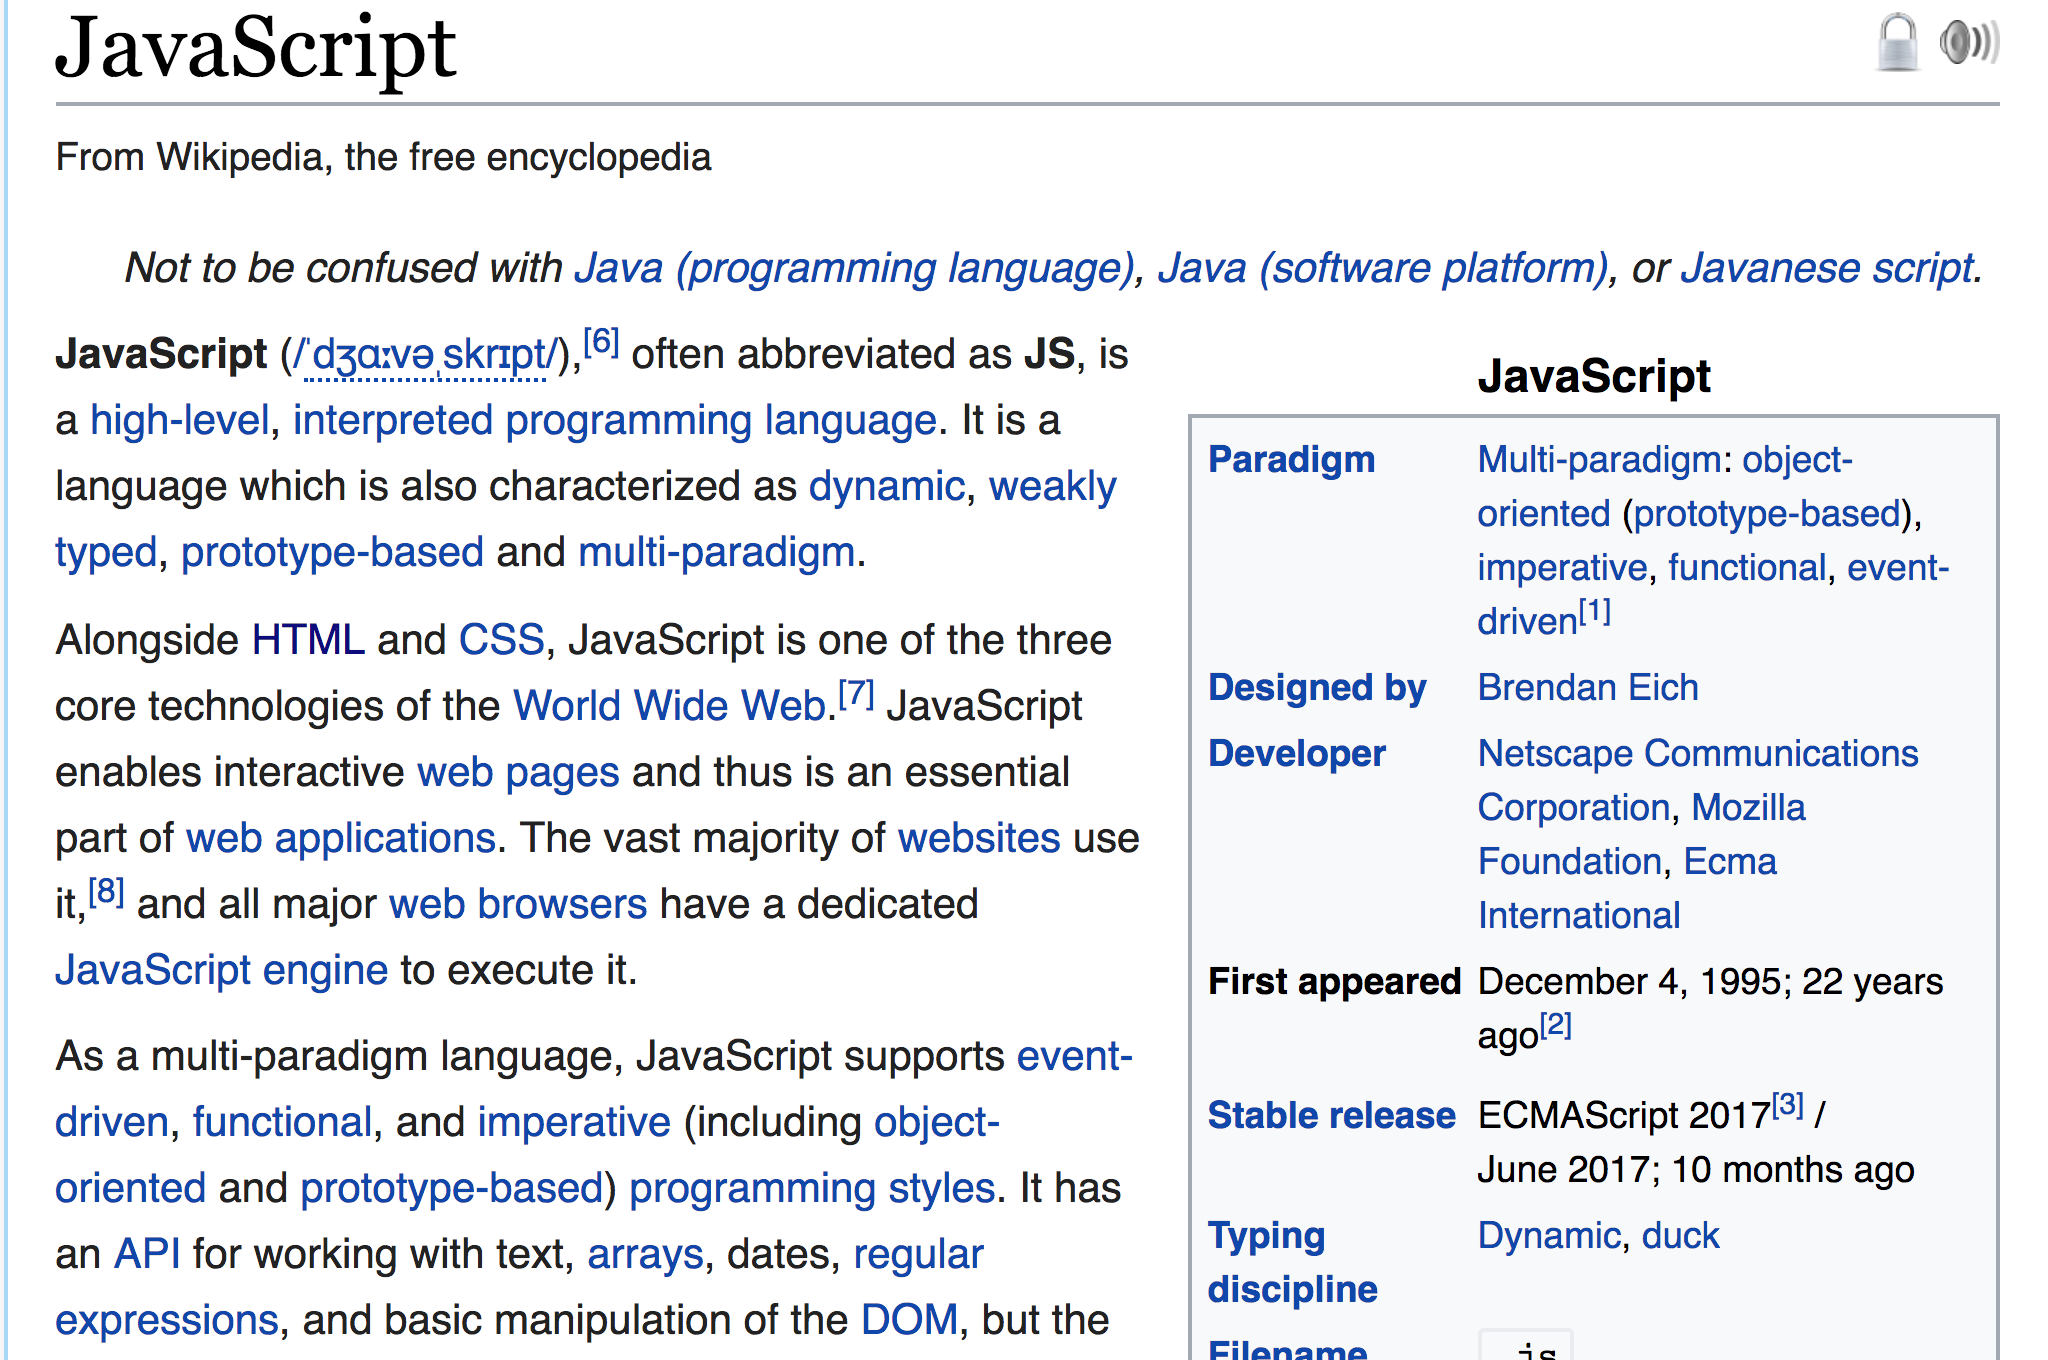 JavaScript
From Wikipedia, the free encyclopedia
Not to be confused with Java (programming language), Java (software platform), or Javanese script.
JavaScript (/ˈdʒɑːvəˌskrɪpt/),[6] often abbreviated as JS, is
a high-level, interpreted programming language. It is a
language which is also characterized as dynamic, weakly
typed, prototype-based and multi-paradigm.
Alongside HTML and CSS, JavaScript is one of the three
core technologies of the World Wide Web.[7] JavaScript
enables interactive web pages and thus is an essential
part of web applications. The vast majority of websites use
it,[8] and all major web browsers have a dedicated
JavaScript engine to execute it.
As a multi-paradigm language, JavaScript supports event-
driven, functional, and imperative (including object-
oriented and prototype-based) programming styles. It has
an API for working with text, arrays, dates, regular
expressions, and basic manipulation of the DOM, but the
JavaScript
Paradigm Multi-paradigm: object-
oriented (prototype-based),
imperative, functional, event-
driven[1]
Designed by Brendan Eich
Developer Netscape Communications
Corporation, Mozilla
Foundation, Ecma
International
First appeared December 4, 1995; 22 years
ago[2]
Stable release ECMAScript 2017[3] /
June 2017; 10 months ago
Typing Dynamic, duck
discipline
Filename .js